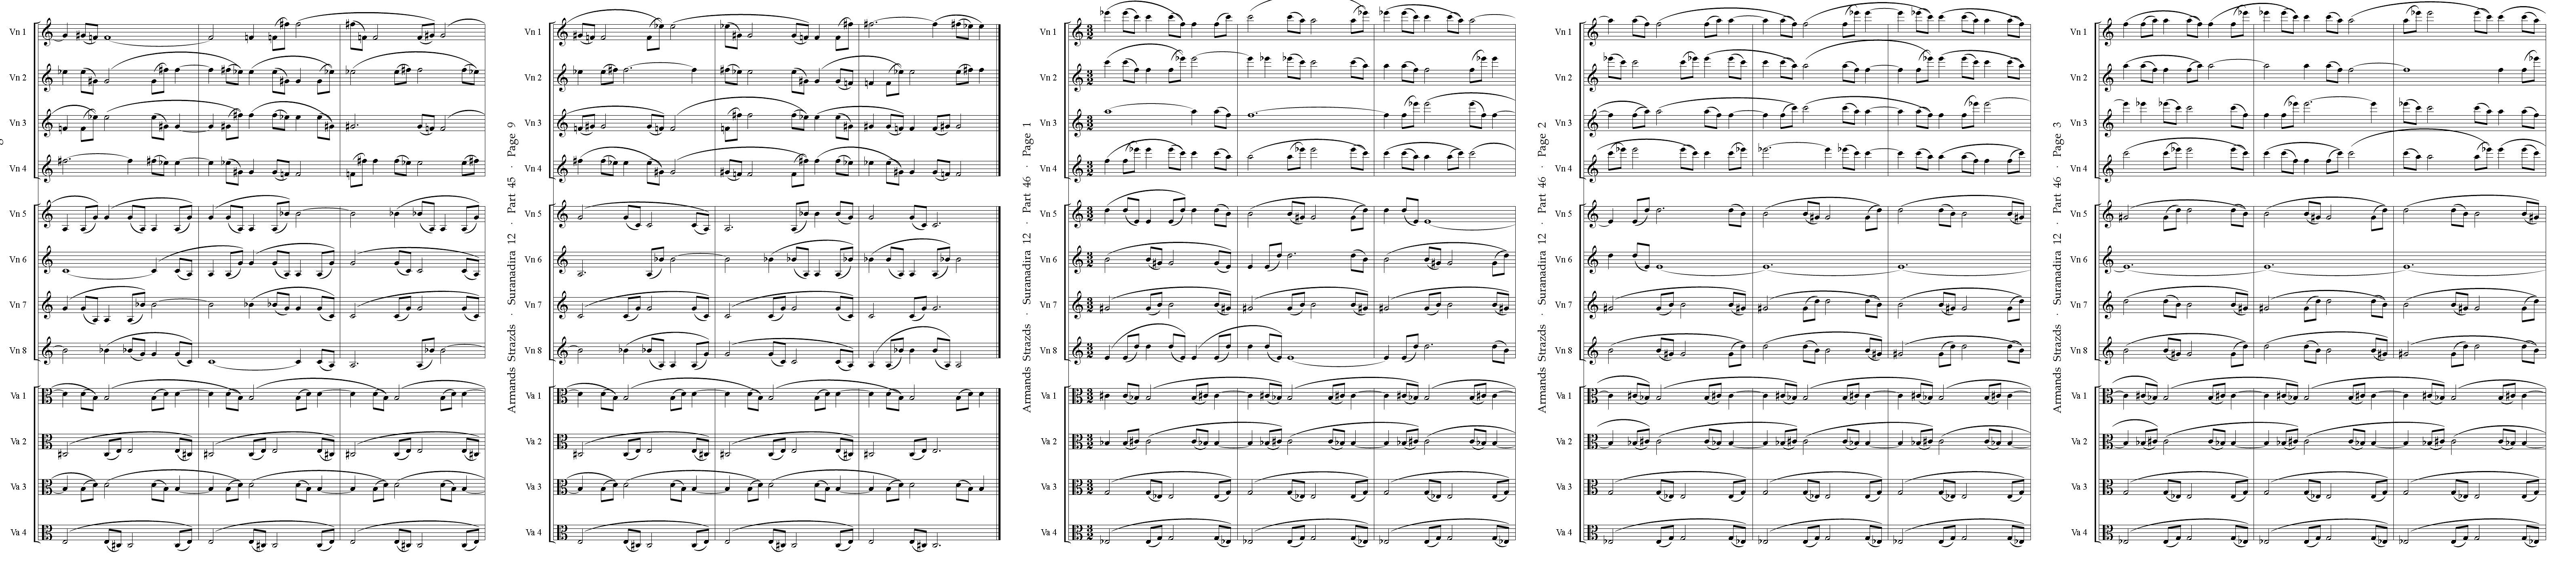 Vn 1
Vn 2
Vn 3
Vn 4
Vn 5
Vn 6
Vn 7
Vn 8
Va 1
Va 2
Va 3
Va 4
Armands Strazds · Suranadira 12 · Part 45 · Page 9
Vn 1
Vn 2
Vn 3
Vn 4
Vn 5
Vn 6
Vn 7
Vn 8
Va 1
Va 2
Va 3
Va 4
Armands Strazds · Suranadira 12 · Part 46 · Page 1
Vn 1
Vn 2
Vn 3
Vn 4
Vn 5
Vn 6
Vn 7
Vn 8
Va 1
Va 2
Va 3
Va 4
Armands Strazds · Suranadira 12 · Part 46 · Page 2
Vn 1
Vn 2
Vn 3
Vn 4
Vn 5
Vn 6
Vn 7
Vn 8
Va 1
Va 2
Va 3
Va 4
Armands Strazds · Suranadira 12 · Part 46 · Page 3
Vn 1
Vn 2
Vn 3
Vn 4
Vn 5
Vn 6
Vn 7
Vn 8
Va 1
Va 2
Va 3
Va 4